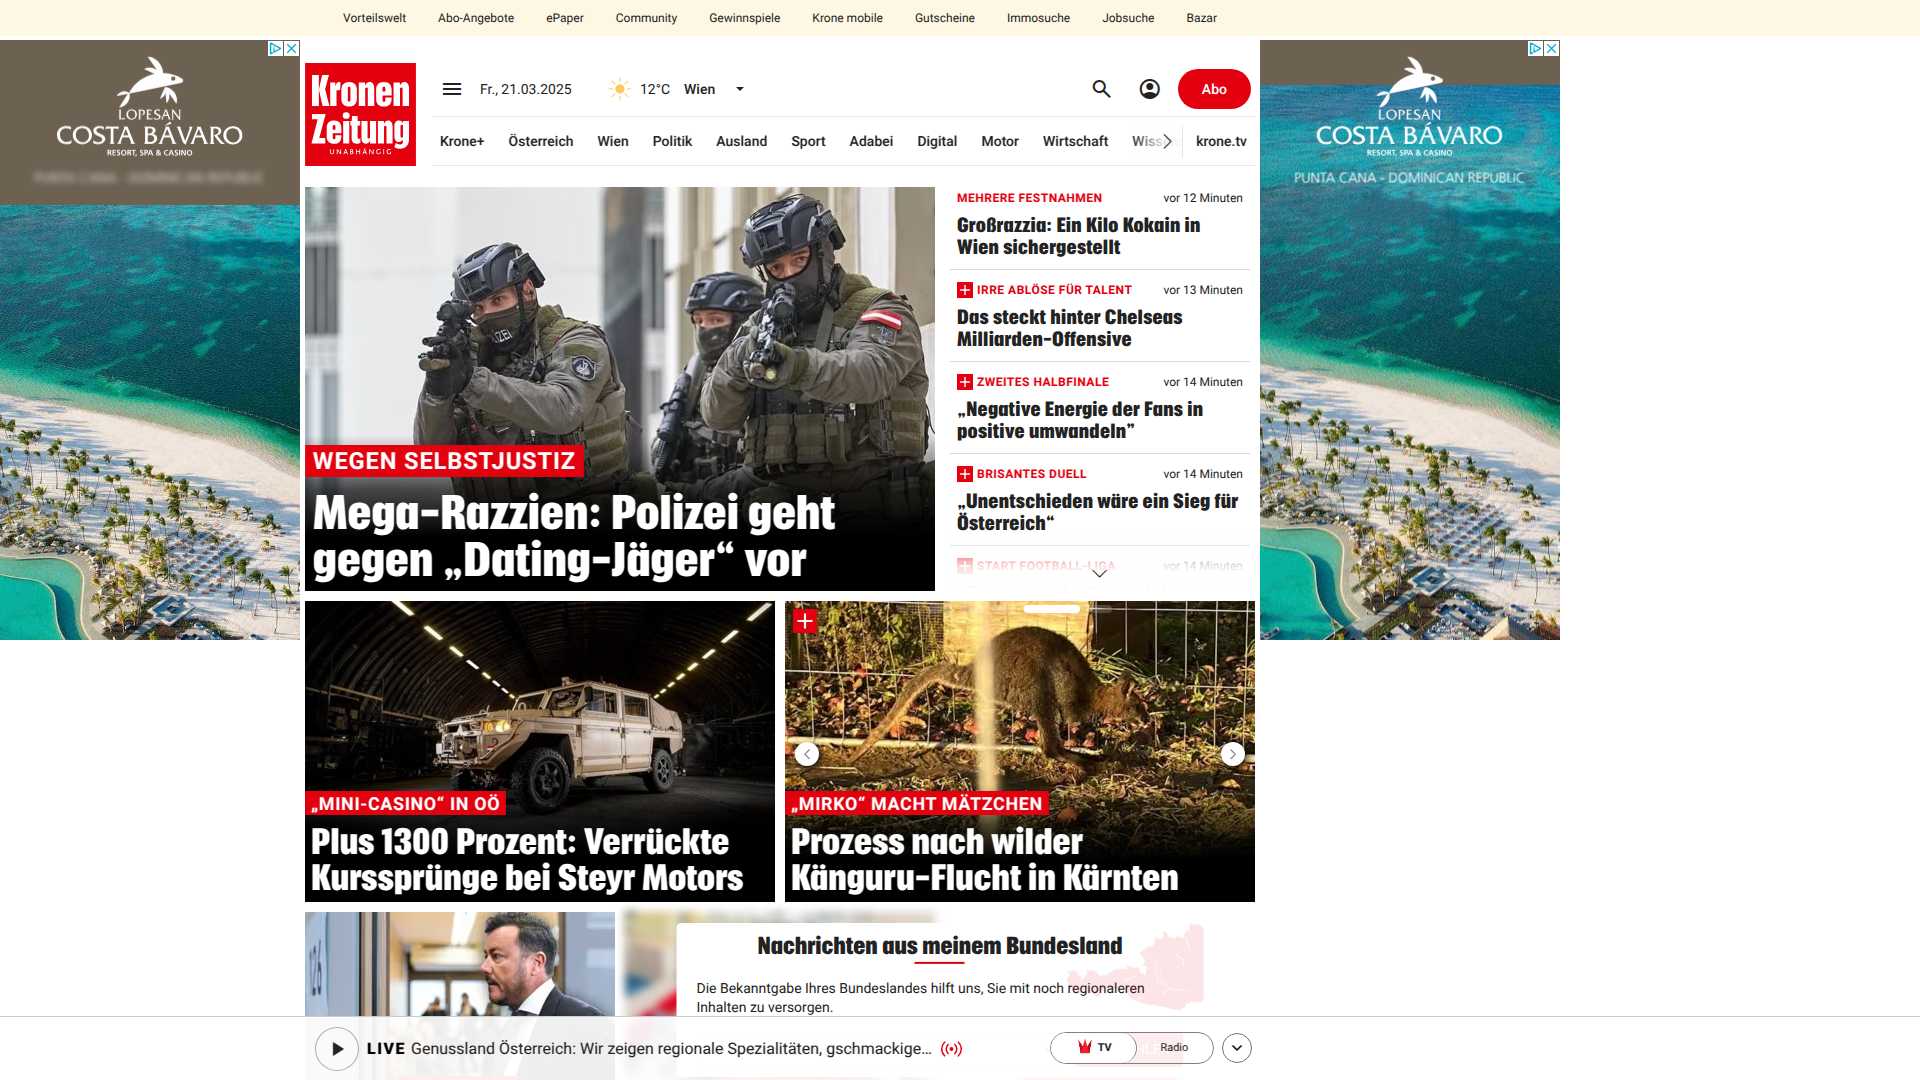 Vorteilswelt
Abo-Angebote
ePaper
Community
Gewinnspiele
Krone mobile
Gutscheine
Immosuche
Jobsuche
Bazar
LOPESAN
COSTA BÁVARO
RESORT, SPA & CASINO
PUNTA CANA - DOMINICAN REPUBLIC
Kronen
Zeitung
UNABHÄNGIG
Fr., 21.03.2025
12°C
Wien
Abo
Krone+
Österreich
Wien
Politik
Ausland
Sport
Adabei
Digital
Motor
Wirtschaft
Wiss
krone.tv
LOPESAN
COSTA BÁVARO
RESORT, SPA & CASINO
PUNTA CANA - DOMINICAN REPUBLIC
WEGEN SELBSTJUSTIZ
Mega-Razzien: Polizei geht
gegen „Dating-Jäger“ vor
MEHRERE FESTNAHMEN
vor 12 Minuten
Großrazzia: Ein Kilo Kokain in
Wien sichergestellt
IRRE ABLÖSE FÜR TALENT
vor 13 Minuten
Das steckt hinter Chelseas
Milliarden-Offensive
ZWEITES HALBFINALE
vor 14 Minuten
„Negative Energie der Fans in
positive umwandeln”
BRISANTES DUELL
vor 14 Minuten
„Unentschieden wäre ein Sieg für
Österreich“
START FOOTBALL-LIGA
vor 14 Minuten
„MINI-CASINO“ IN OÖ
Plus 1300 Prozent: Verrückte
Kurssprünge bei Steyr Motors
„MIRKO“ MACHT MÄTZCHEN
Prozess nach wilder
Känguru-Flucht in Kärnten
Nachrichten aus meinem Bundesland
Die Bekanntgabe Ihres Bundeslandes hilft uns, Sie mit noch regionaleren
Inhalten zu versorgen.
LIVE Genussland Österreich: Wir zeigen regionale Spezialitäten, gschmackige...
TV
Radio